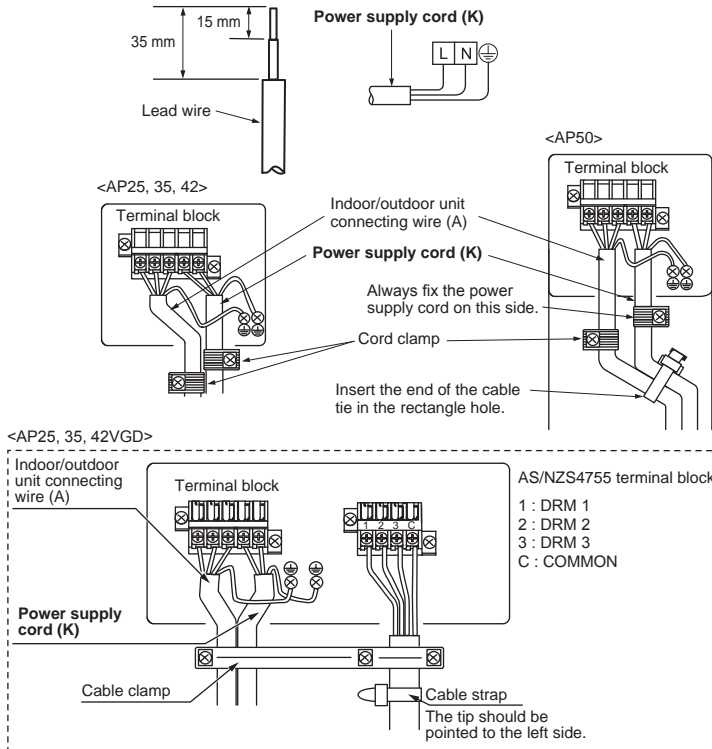 15 mm
35 mm
Lead wire
Power supply cord (K)
L N
<AP25, 35, 42>
Terminal block
Indoor/outdoor unit
connecting wire (A)
Power supply cord (K)
Always fix the power
supply cord on this side.
Cord clamp
Insert the end of the cable
tie in the rectangle hole.
<AP50>
Terminal block
<AP25, 35, 42VGD>
Indoor/outdoor
unit connecting
wire (A)
Terminal block
1 2 3 C
Power supply
cord (K)
Cable clamp
Cable strap
The tip should be
pointed to the left side.
AS/NZS4755 terminal block
1 : DRM 1
2 : DRM 2
3 : DRM 3
C : COMMON